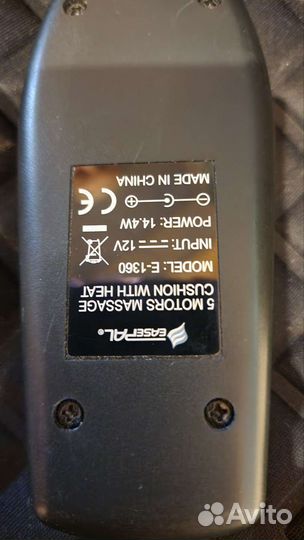 EASEPAL®
5 MOTORS MASSAGE
CUSHION WITH HEAT
MODEL: E-1360
INPUT: 12V
POWER: 14.4W
CE
MADE IN CHINA
Avito